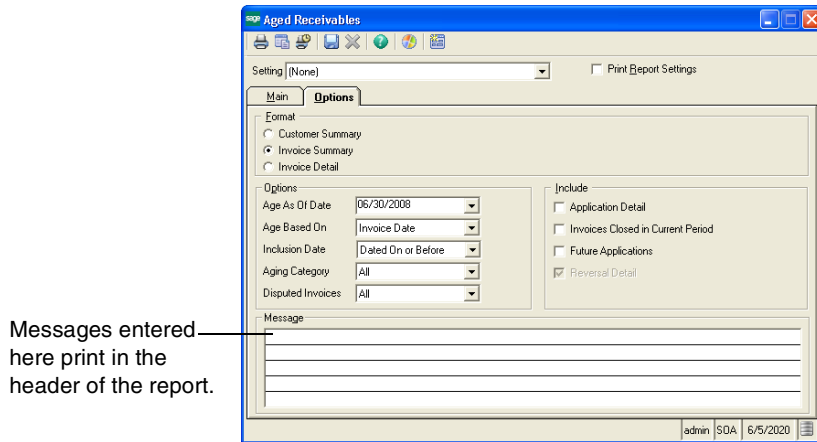 sage Aged Receivables
Setting (None)
Print Report Settings
Main Options
Format
Customer Summary
Invoice Summary
Invoice Detail
Options
Age As Of Date 06/30/2008
Age Based On Invoice Date
Inclusion Date Dated On or Before
Aging Category All
Disputed Invoices All
Include
Application Detail
Invoices Closed in Current Period
Future Applications
Reversal Detail
Message
Messages entered
here print in the
header of the report.
admin SOA 6/5/2020